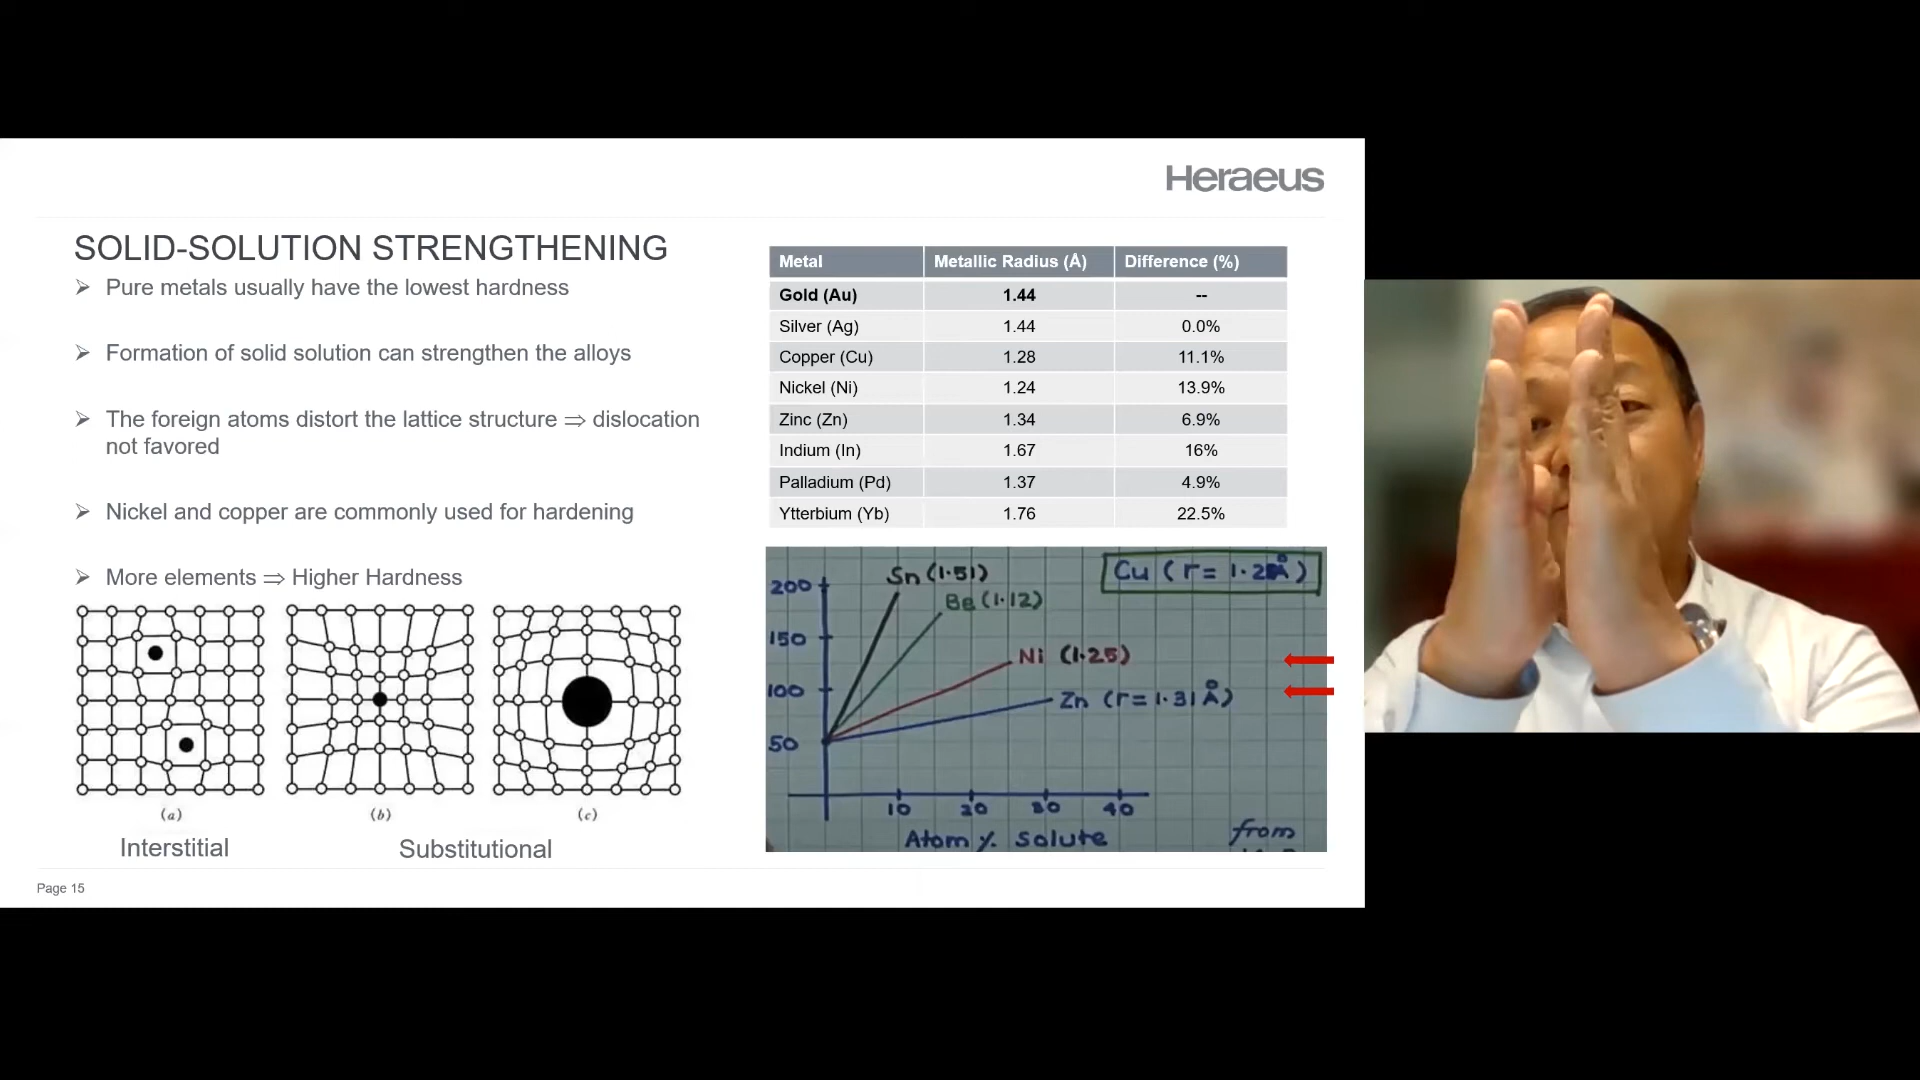 Heraeus
SOLID-SOLUTION STRENGTHENING
➢ Pure metals usually have the lowest hardness
➢ Formation of solid solution can strengthen the alloys
➢ The foreign atoms distort the lattice structure ⇒ dislocation
not favored
➢ Nickel and copper are commonly used for hardening
➢ More elements ⇒ Higher Hardness
(a) (b) (c)
Interstitial Substitutional
Metal Metallic Radius (Å) Difference (%)
Gold (Au) 1.44 --
Silver (Ag) 1.44 0.0%
Copper (Cu) 1.28 11.1%
Nickel (Ni) 1.24 13.9%
Zinc (Zn) 1.34 6.9%
Indium (In) 1.67 16%
Palladium (Pd) 1.37 4.9%
Ytterbium (Yb) 1.76 22.5%
Cu (r = 1.28Å)
Sn (1.51)
200
Be (1.12)
150
Ni (1.25)
100
Zn (r = 1.31 Å)
50
10 20 30 40
Atom % Solute
from
Page 15